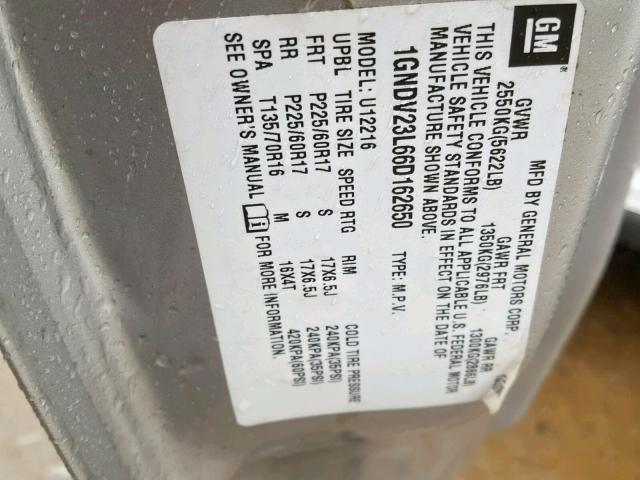 GM ®
MFD BY GENERAL MOTORS CORP.
GVWR GAWR FRT GAWR RR
2550KG(5622LB) 1350KG(2976LB) 1300KG(2866LB)
THIS VEHICLE CONFORMS TO ALL APPLICABLE U.S. FEDERAL MOTOR
VEHICLE SAFETY STANDARDS IN EFFECT ON THE DATE OF
MANUFACTURE SHOWN ABOVE.
1GNDV23L66D162650 TYPE: M.P.V.
MODEL: U12216
UPBL TIRE SIZE SPEED RTG RIM COLD TIRE PRESSURE
FRT P225/60R17 S 17X6.5J 240KPA(35PSI)
RR P225/60R17 S 17X6.5J 240KPA(35PSI)
SPA T135/70R16 M 16X4T 420KPA(60PSI)
SEE OWNER'S MANUAL i FOR MORE INFORMATION.